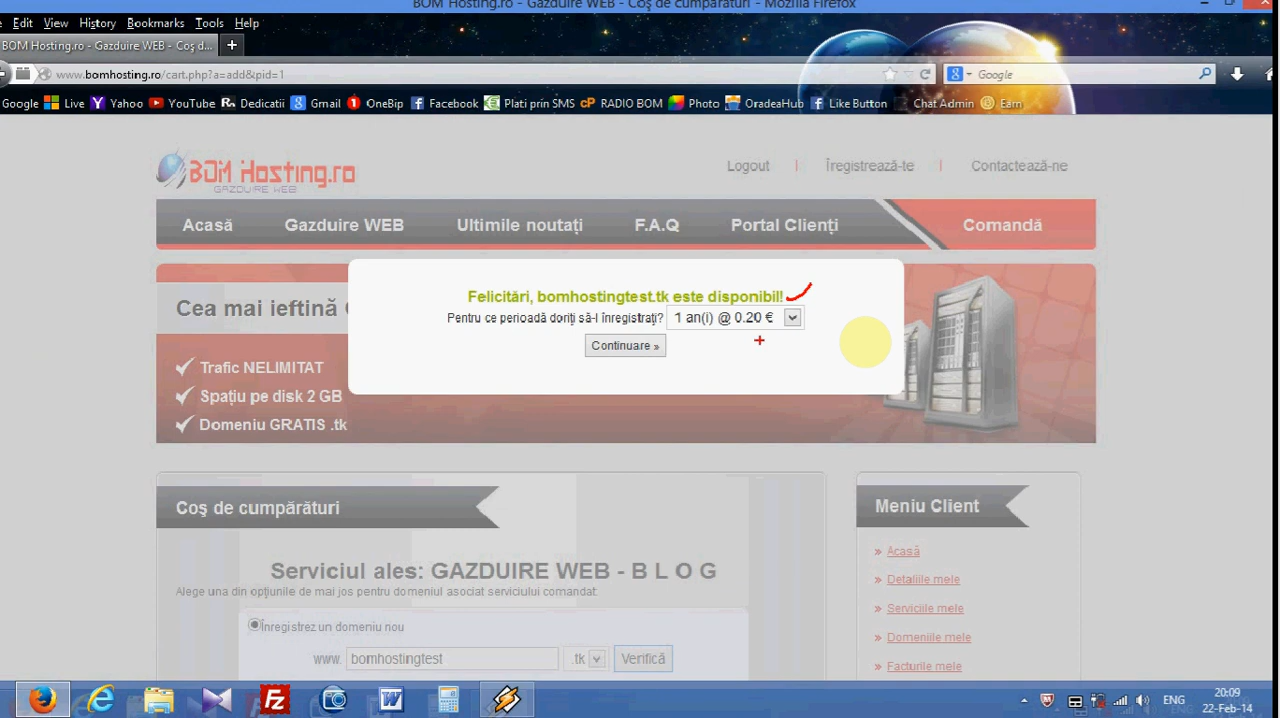 BOM Hosting.ro - Gazduire WEB - Coş de cumpărături - Mozilla Firefox
Edit View History Bookmarks Tools Help
BOM Hosting.ro - Gazduire WEB - Coş d...
www.bomhosting.ro/cart.php?a=add&pid=1
Google
Google Live Yahoo YouTube Dedicatii Gmail OneBip Facebook Plati prin SMS RADIO BOM Photo OradeaHub Like Button Chat Admin Earn
BOM Hosting.ro
GAZDUIRE WEB
Logout | Îregistrează-te | Contactează-ne
Acasă Gazduire WEB Ultimile noutați F.A.Q Portal Clienți Comandă
Cea mai ieftină
Felicitări, bomhostingtest.tk este disponibil!
Pentru ce perioadă doriţi să-l înregistraţi? 1 an(i) @ 0.20 €
Continuare »
Trafic NELIMITAT
Spațiu pe disk 2 GB
Domeniu GRATIS .tk
Coş de cumpărături
Meniu Client
» Acasă
» Detaliile mele
» Serviciile mele
» Domeniile mele
» Facturile mele
Serviciul ales: GAZDUIRE WEB - B L O G
Alege una din opţiunile de mai jos pentru domeniul asociat serviciului comandat:
Înregistrez un domeniu nou
www. bomhostingtest .tk Verifică
ENG
20:09
22-Feb-14